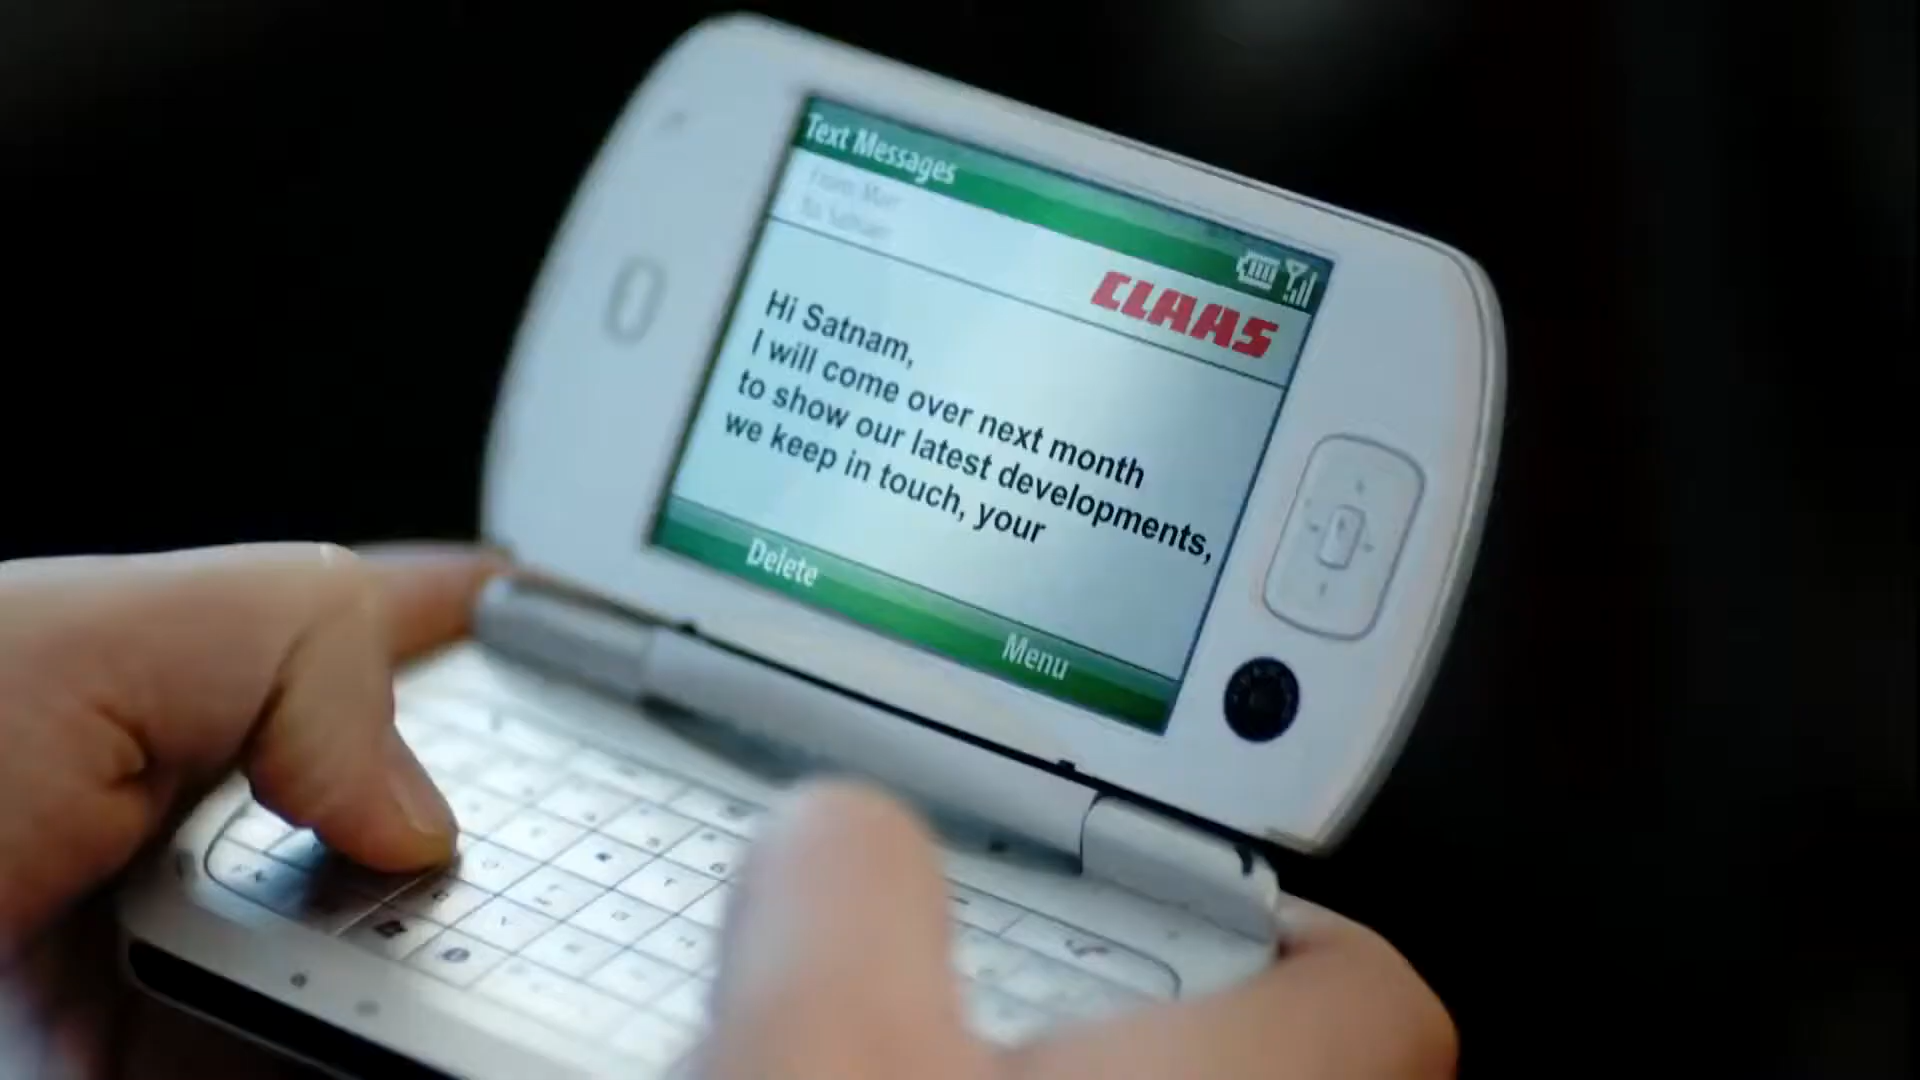 Text Messages
CLAAS
Hi Satnam,
I will come over next month
to show our latest developments,
we keep in touch, your
Delete
Menu